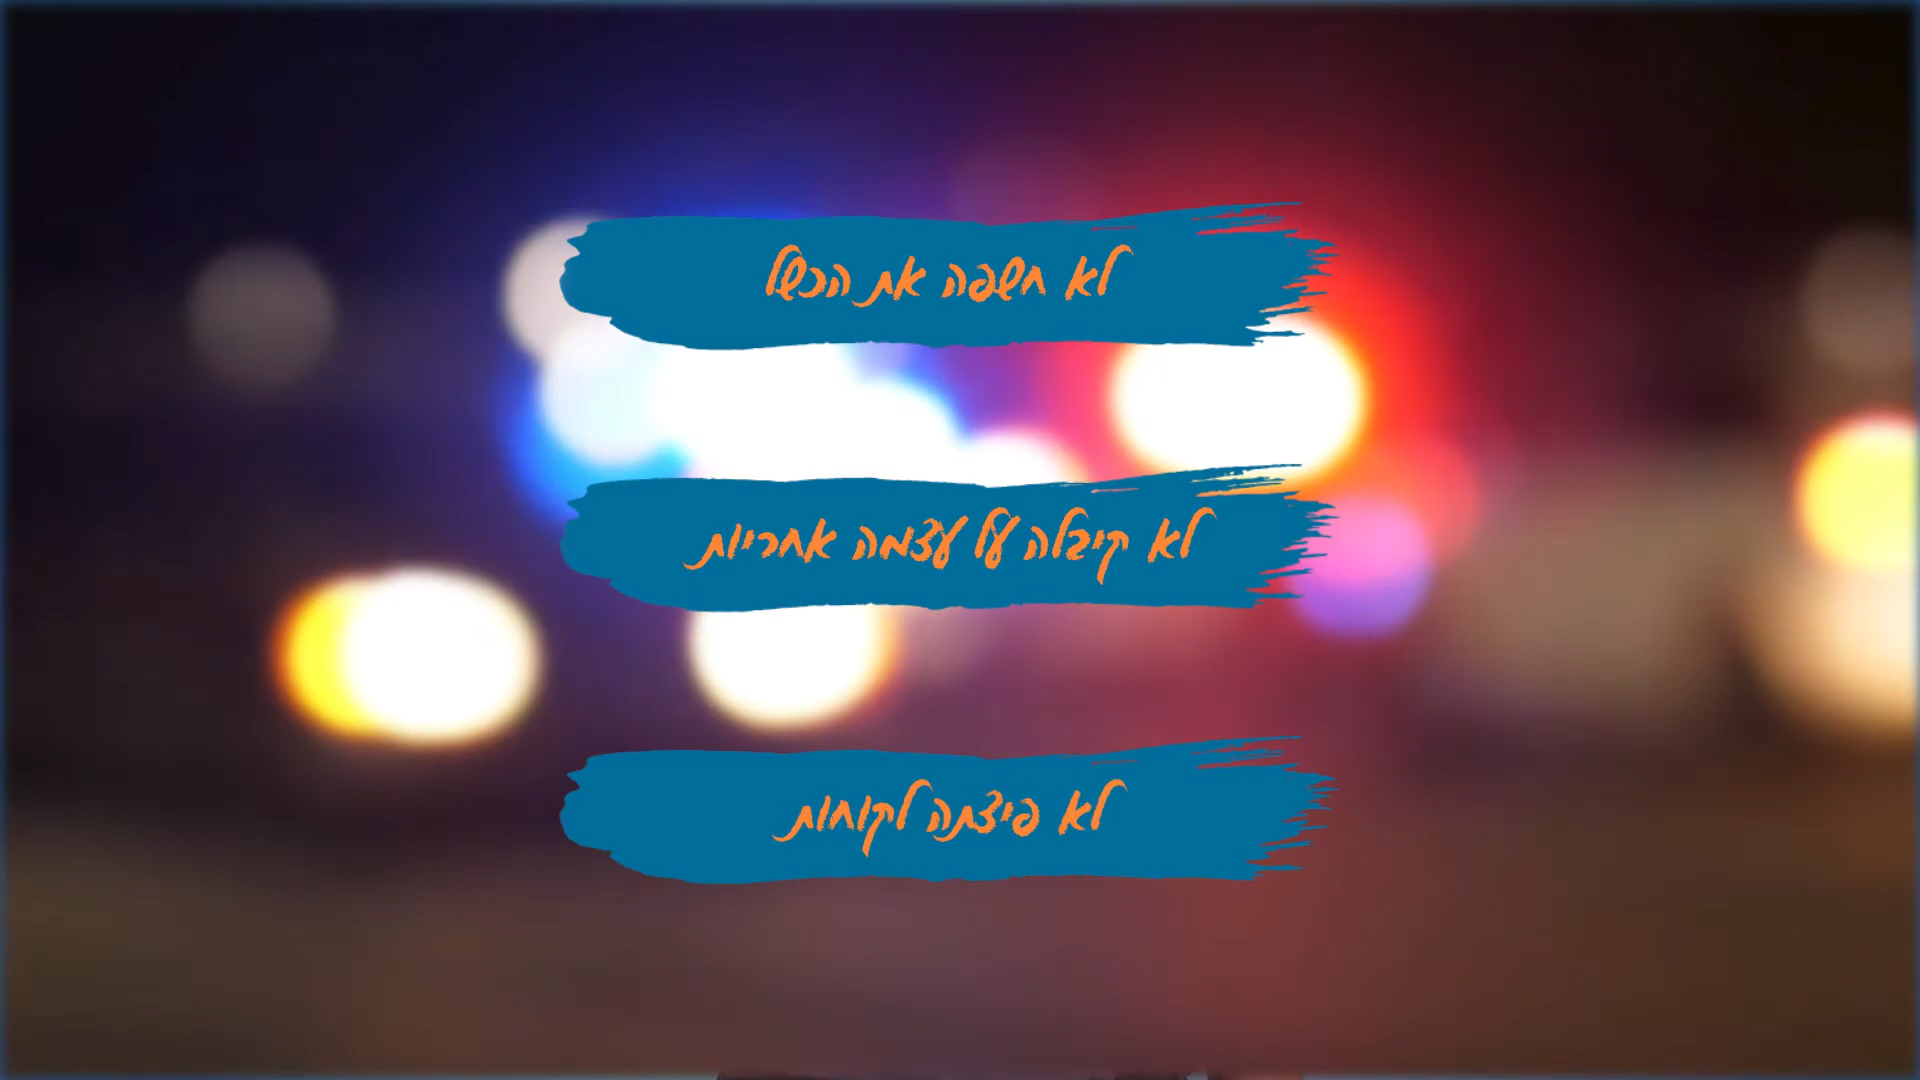 לא חשפה את הכשל
לא קיבלה על עצמה אחריות
לא פיצתה לקוחות